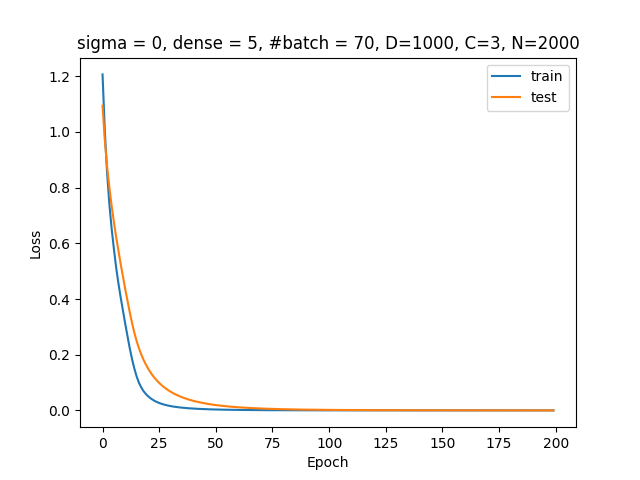 sigma = 0, dense = 5, #batch = 70, D=1000, C=3, N=2000
train
test
1.2
1.0
0.8
0.6
0.4
0.2
0.0
Loss
0 25 50 75 100 125 150 175 200
Epoch